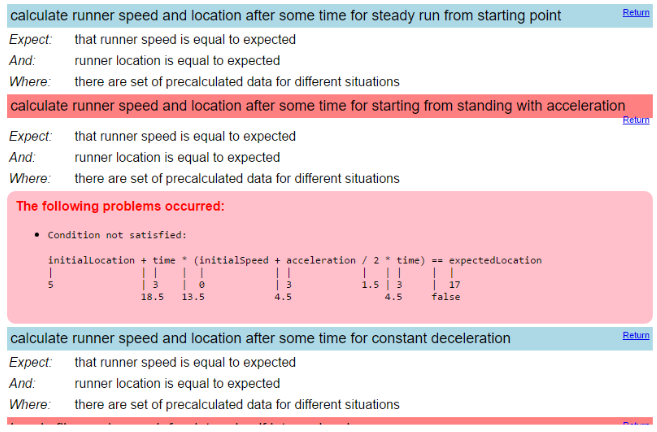 calculate runner speed and location after some time for steady run from starting point Return
Expect: that runner speed is equal to expected
And: runner location is equal to expected
Where: there are set of precalculated data for different situations
calculate runner speed and location after some time for starting from standing with acceleration
Return
Expect: that runner speed is equal to expected
And: runner location is equal to expected
Where: there are set of precalculated data for different situations
The following problems occurred:
• Condition not satisfied:
initialLocation + time * (initialSpeed + acceleration / 2 * time) == expectedLocation
| | | | | | | | | | | |
5 | 3 | 0 | 3 1.5 | 3 | 17
18.5 13.5 4.5 4.5 false
calculate runner speed and location after some time for constant deceleration Return
Expect: that runner speed is equal to expected
And: runner location is equal to expected
Where: there are set of precalculated data for different situations
Return